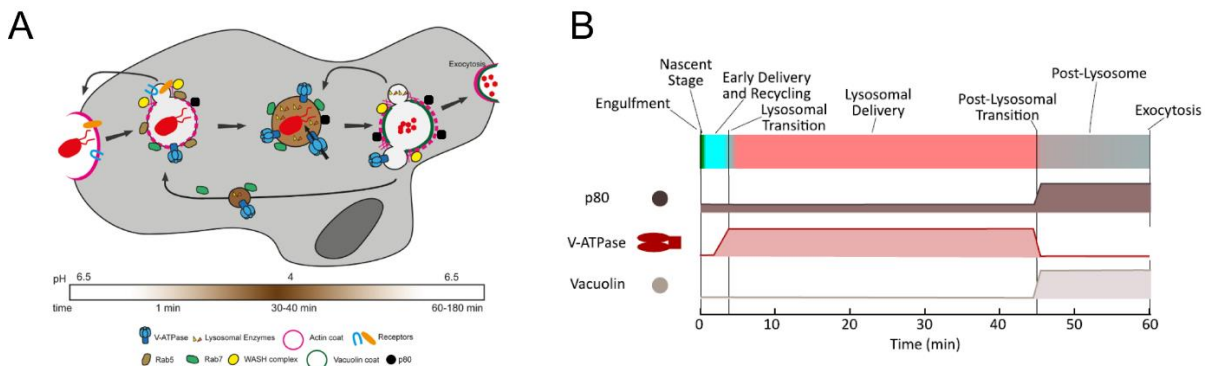 A
Exocytosis
pH 6.5 4 6.5
time 1 min 30-40 min 60-180 min
V-ATPase Lysosomal Enzymes Actin coat Receptors
Rab5 Rab7 WASH complex Vacuolin coat p80
B
Nascent
Stage
Engulfment
Early Delivery
and Recycling
Lysosomal
Transition
Lysosomal
Delivery
Post-Lysosomal
Transition
Post-Lysosome
Exocytosis
p80
V-ATPase
Vacuolin
0 10 20 30 40 50 60
Time (min)